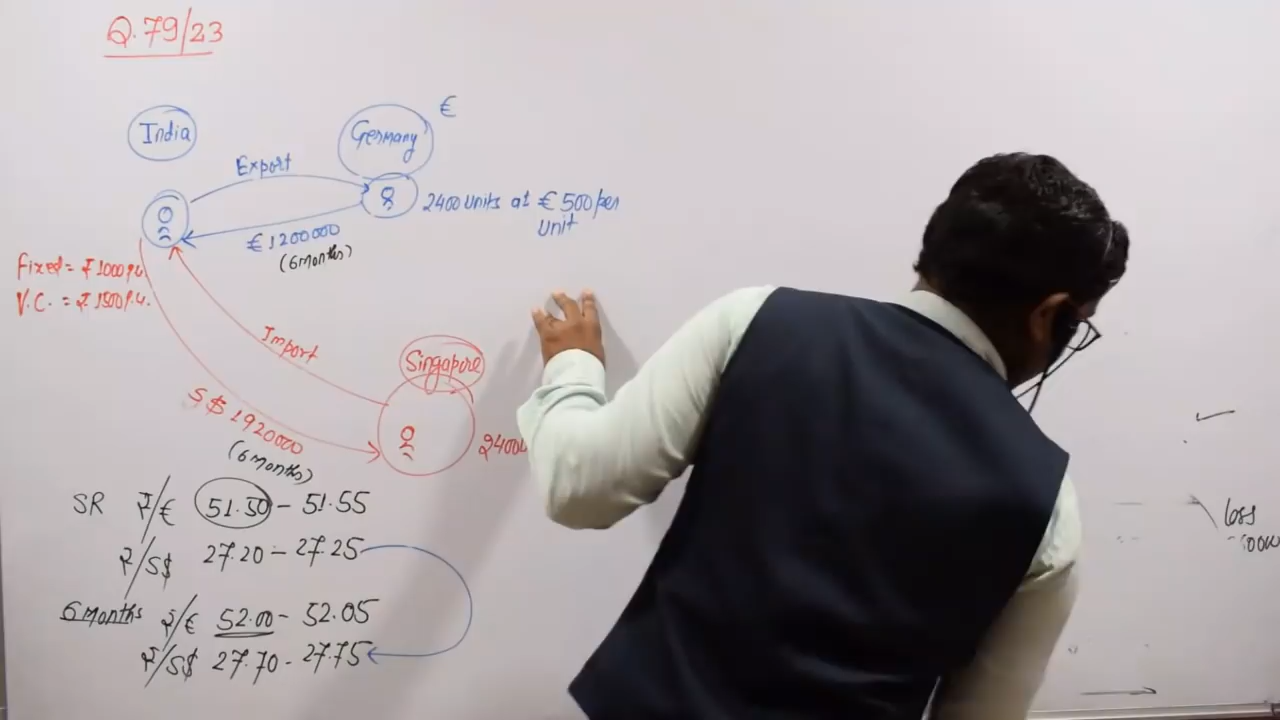 Q.79/23
India
Germany
€
Export
2400 units at € 500 per
unit
€ 1200000
(6 months)
Fixed = ₹ 1000 p.u.
V.C. = ₹ 1500 p.u.
Import
Singapore
S$ 1920000
(6 months)
2400
SR ₹/€ 51.50 - 51.55
₹/S$ 27.20 - 27.25
6 months ₹/€ 52.00 - 52.05
₹/S$ 27.70 - 27.75
loss